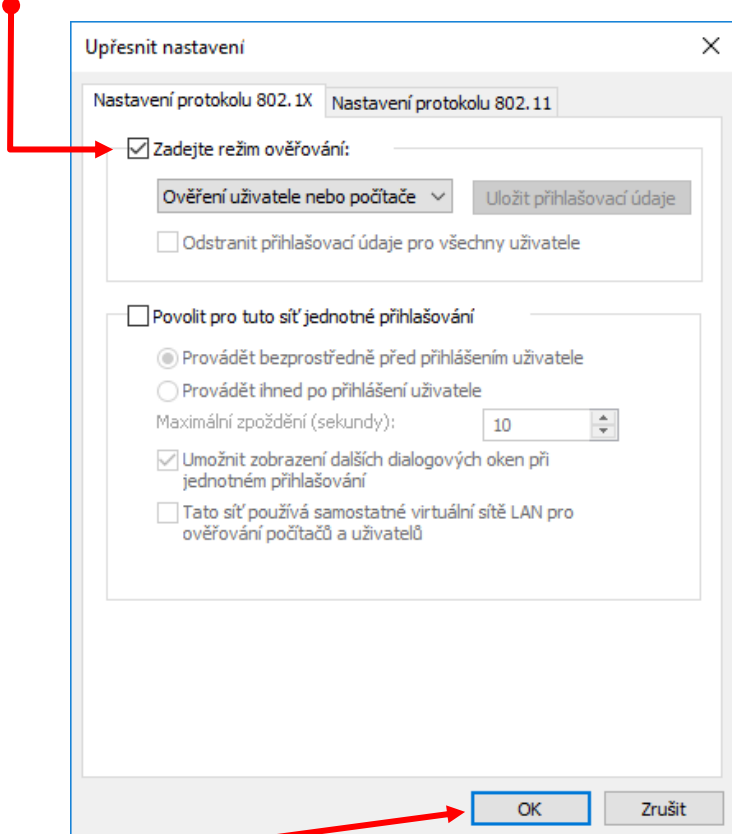 Upřesnit nastavení
Nastavení protokolu 802.1X
Nastavení protokolu 802.11
Zadejte režim ověřování:
Ověření uživatele nebo počítače
Uložit přihlašovací údaje
Odstranit přihlašovací údaje pro všechny uživatele
Povolit pro tuto síť jednotné přihlašování
Provádět bezprostředně před přihlášením uživatele
Provádět ihned po přihlášení uživatele
Maximální zpoždění (sekundy):
10
Umožnit zobrazení dalších dialogových oken při
jednotném přihlašování
Tato síť používá samostatné virtuální sítě LAN pro
ověřování počítačů a uživatelů
OK
Zrušit